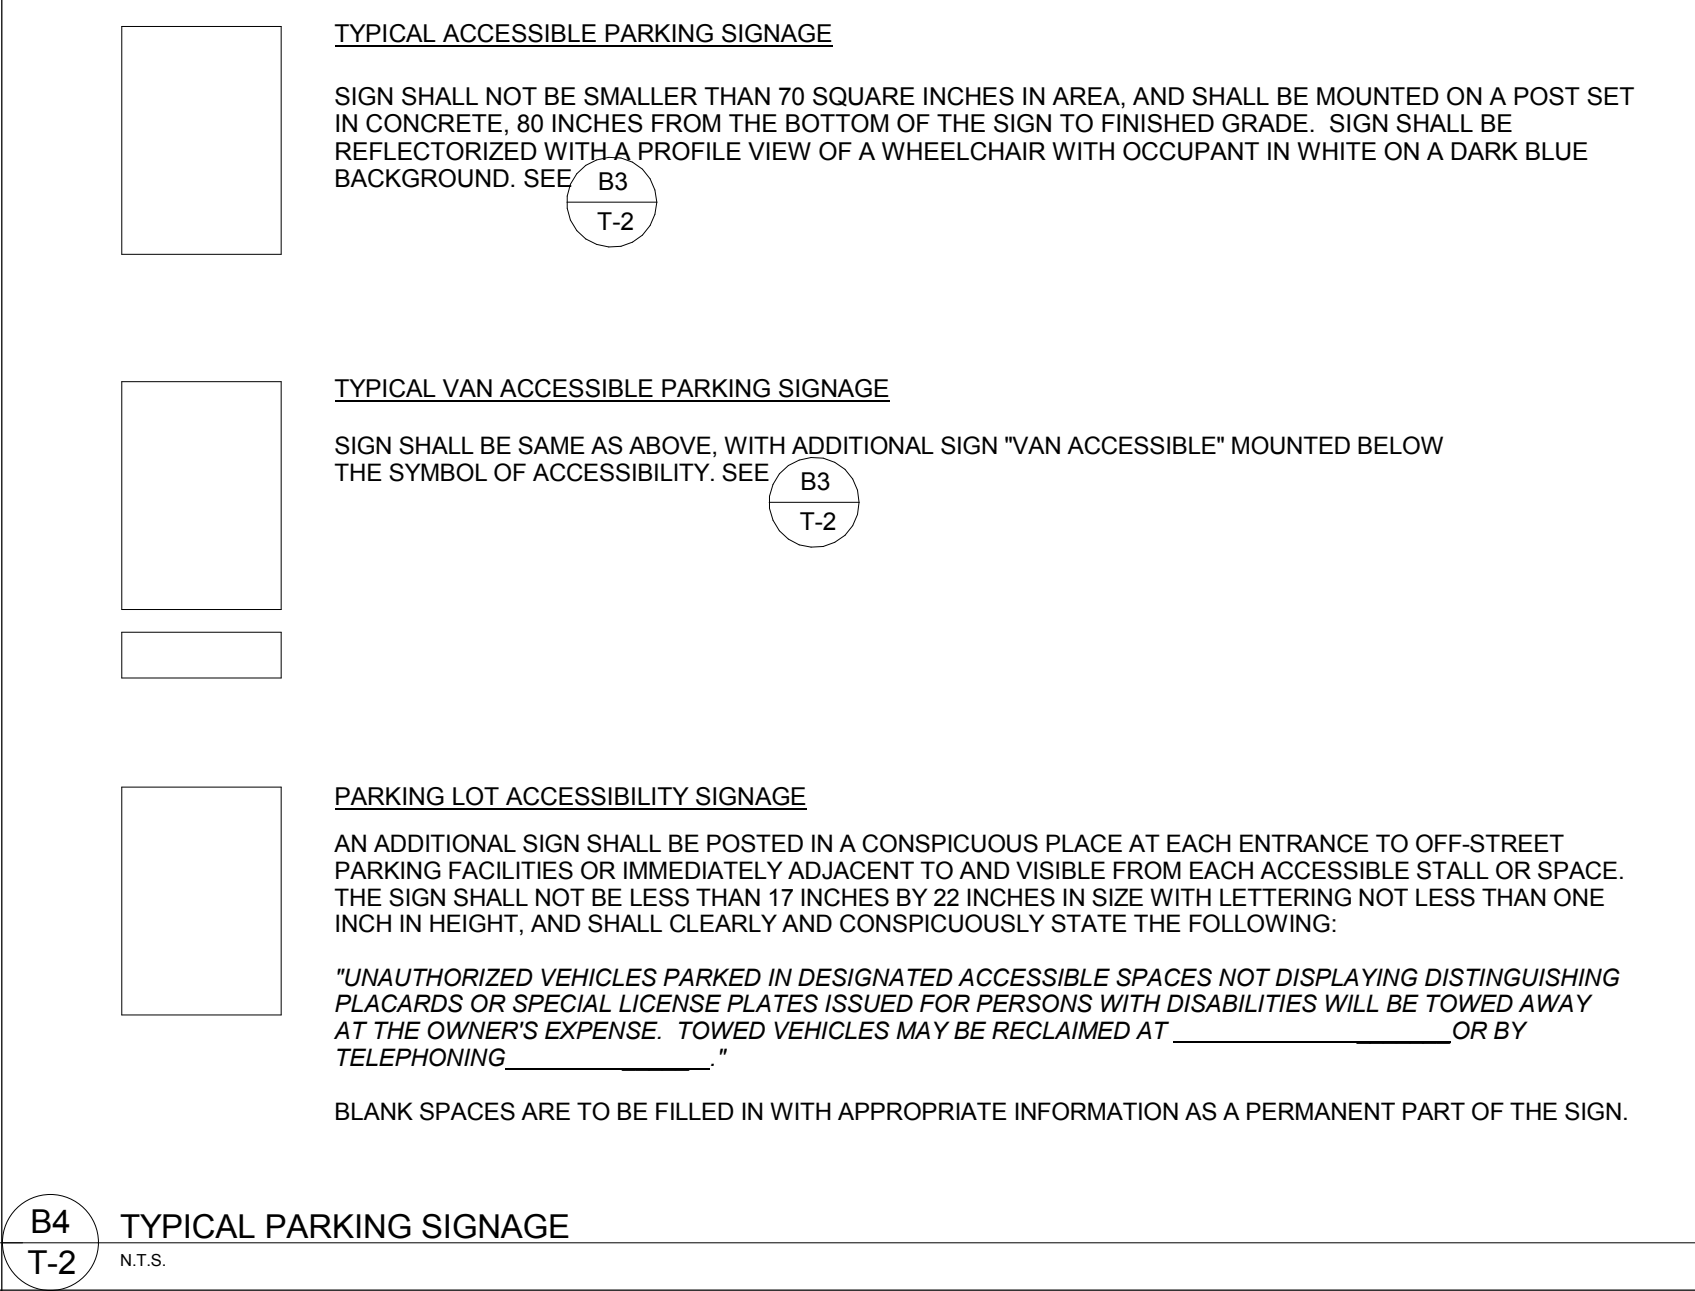 TYPICAL ACCESSIBLE PARKING SIGNAGE
SIGN SHALL NOT BE SMALLER THAN 70 SQUARE INCHES IN AREA, AND SHALL BE MOUNTED ON A POST SET
IN CONCRETE, 80 INCHES FROM THE BOTTOM OF THE SIGN TO FINISHED GRADE.  SIGN SHALL BE
REFLECTORIZED WITH A PROFILE VIEW OF A WHEELCHAIR WITH OCCUPANT IN WHITE ON A DARK BLUE
BACKGROUND. SEE
B3
T-2
TYPICAL VAN ACCESSIBLE PARKING SIGNAGE
SIGN SHALL BE SAME AS ABOVE, WITH ADDITIONAL SIGN "VAN ACCESSIBLE" MOUNTED BELOW
THE SYMBOL OF ACCESSIBILITY. SEE
B3
T-2
PARKING LOT ACCESSIBILITY SIGNAGE
AN ADDITIONAL SIGN SHALL BE POSTED IN A CONSPICUOUS PLACE AT EACH ENTRANCE TO OFF-STREET
PARKING FACILITIES OR IMMEDIATELY ADJACENT TO AND VISIBLE FROM EACH ACCESSIBLE STALL OR SPACE.
THE SIGN SHALL NOT BE LESS THAN 17 INCHES BY 22 INCHES IN SIZE WITH LETTERING NOT LESS THAN ONE
INCH IN HEIGHT, AND SHALL CLEARLY AND CONSPICUOUSLY STATE THE FOLLOWING:
"UNAUTHORIZED VEHICLES PARKED IN DESIGNATED ACCESSIBLE SPACES NOT DISPLAYING DISTINGUISHING
PLACARDS OR SPECIAL LICENSE PLATES ISSUED FOR PERSONS WITH DISABILITIES WILL BE TOWED AWAY
AT THE OWNER'S EXPENSE.  TOWED VEHICLES MAY BE RECLAIMED AT ____________________OR BY
TELEPHONING_______________."
BLANK SPACES ARE TO BE FILLED IN WITH APPROPRIATE INFORMATION AS A PERMANENT PART OF THE SIGN.
B4
T-2
TYPICAL PARKING SIGNAGE
N.T.S.